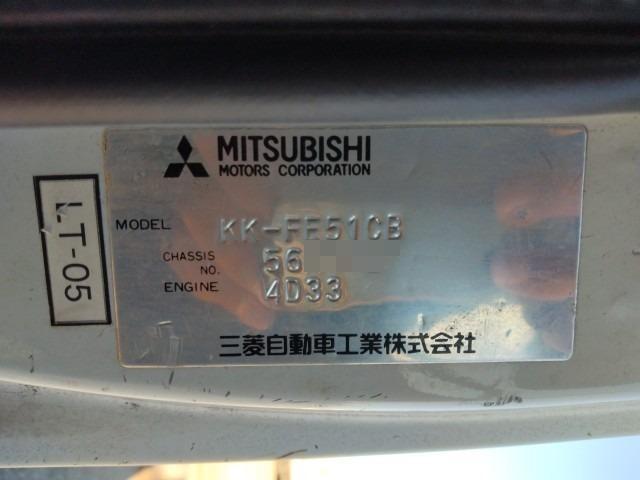 MITSUBISHI
MOTORS CORPORATION
MODEL KK-FE51CB
CHASSIS NO. 56
ENGINE 4D33
三菱自動車工業株式会社
LT-05